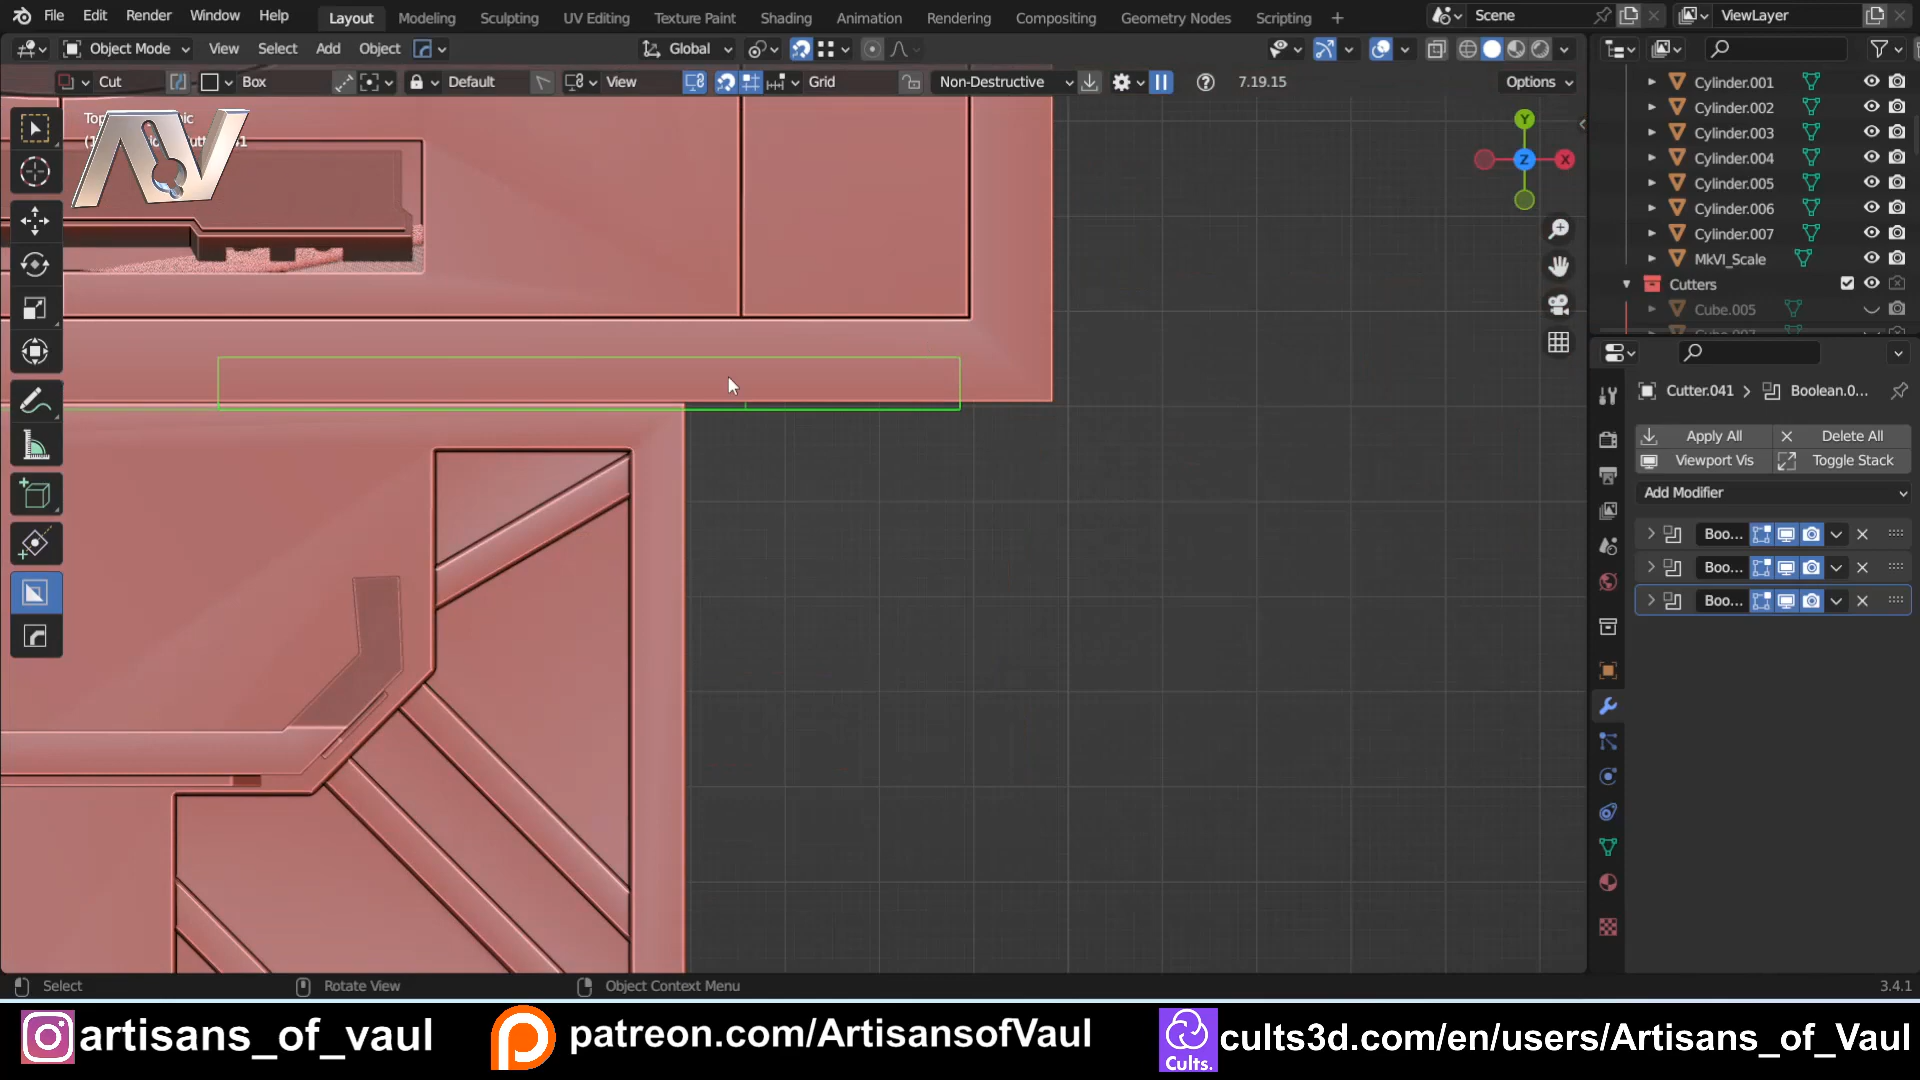 File Edit Render Window Help Layout Modeling Sculpting UV Editing Texture Paint Shading Animation Rendering Compositing Geometry Nodes Scripting + Scene ViewLayer
Object Mode View Select Add Object Global
Cut Box Default View Grid Non-Destructive 7.19.15 Options
AV
Y
Z
X
Cylinder.001
Cylinder.002
Cylinder.003
Cylinder.004
Cylinder.005
Cylinder.006
Cylinder.007
MkVI_Scale
Cutters
Cube.005
Cutter.041 > Boolean.0...
Apply All Delete All
Viewport Vis Toggle Stack
Add Modifier
Boo...
Boo...
Boo...
Select Rotate View Object Context Menu 3.4.1
artisans_of_vaul patreon.com/ArtisansofVaul Cults. cults3d.com/en/users/Artisans_of_Vaul